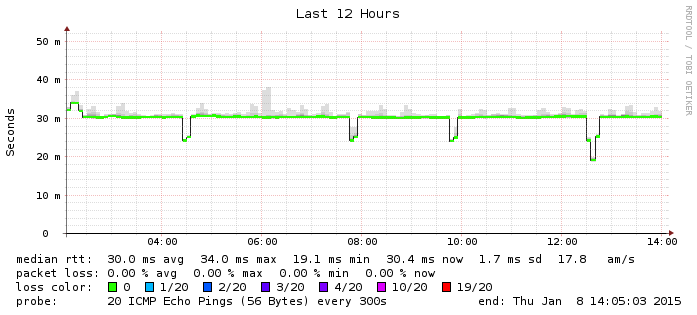 Last 12 Hours
RRDTOOL / TOBI OETIKER
Seconds
50 m
40 m
30 m
20 m
10 m
0
04:00 06:00 08:00 10:00 12:00 14:00
median rtt: 30.0 ms avg 34.0 ms max 19.1 ms min 30.4 ms now 1.7 ms sd 17.8 am/s
packet loss: 0.00 % avg 0.00 % max 0.00 % min 0.00 % now
loss color: 0 1/20 2/20 3/20 4/20 10/20 19/20
probe: 20 ICMP Echo Pings (56 Bytes) every 300s end: Thu Jan 8 14:05:03 2015